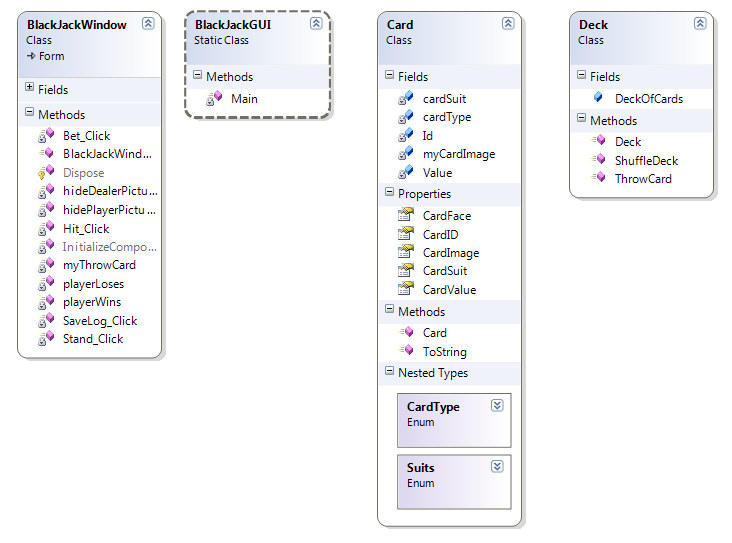 BlackJackWindow
Class
Form
Fields
Methods
Bet_Click
BlackJackWind...
Dispose
hideDealerPictu...
hidePlayerPictu...
Hit_Click
InitializeCompo...
myThrowCard
playerLoses
playerWins
SaveLog_Click
Stand_Click
BlackJackGUI
Static Class
Methods
Main
Card
Class
Fields
cardSuit
cardType
Id
myCardImage
Value
Properties
CardFace
CardID
CardImage
CardSuit
CardValue
Methods
Card
ToString
Nested Types
CardType
Enum
Suits
Enum
Deck
Class
Fields
DeckOfCards
Methods
Deck
ShuffleDeck
ThrowCard